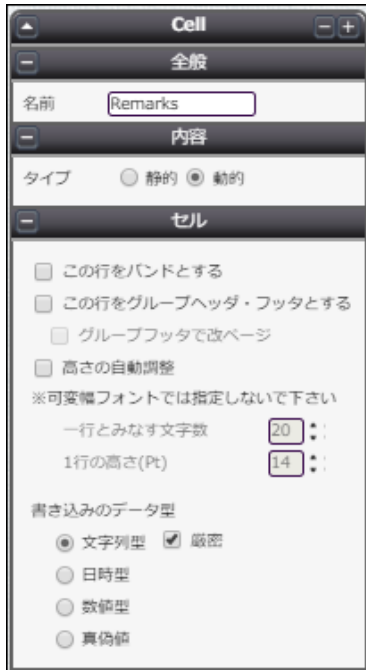 Cell
全般
名前 Remarks
内容
タイプ 静的 動的
セル
この行をバンドとする
この行をグループヘッダ・フッタとする
グループフッタで改ページ
高さの自動調整
※可変幅フォントでは指定しないで下さい
一行とみなす文字数 20
1行の高さ(Pt) 14
書き込みのデータ型
文字列型 厳密
日時型
数値型
真偽値